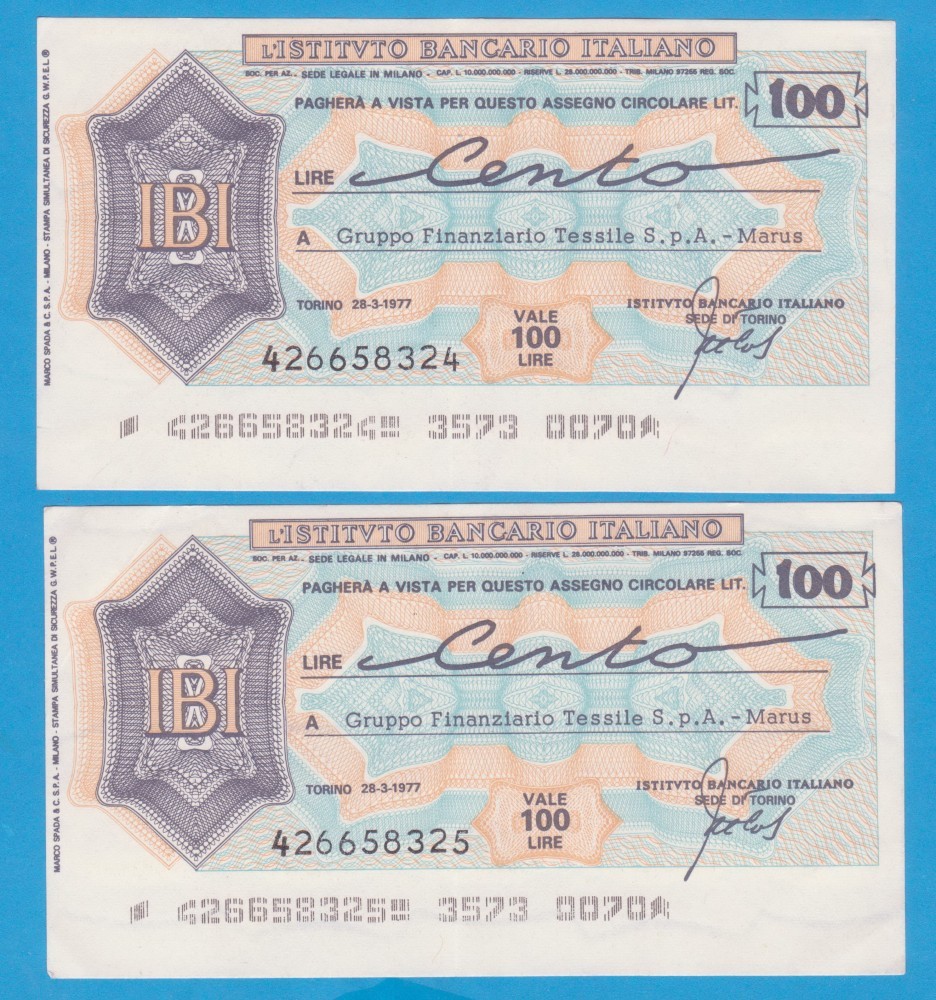 MARCO SPADA & C. S.P.A. - MILANO - STAMPA SIMULTANEA DI SICUREZZA G.W.P.E.L.®
L'ISTITVTO BANCARIO ITALIANO
SOC. PER AZ. - SEDE LEGALE IN MILANO - CAP. L. 10.000.000.000 - RISERVE L. 28.000.000.000 - TRIB. MILANO 97265 REG. SOC.
PAGHERÀ A VISTA PER QUESTO ASSEGNO CIRCOLARE LIT. 100
IBI
LIRE Cento
A Gruppo Finanziario Tessile S.p.A. - Marus
TORINO 28-3-1977
VALE
100
LIRE
ISTITVTO BANCARIO ITALIANO
SEDE DI TORINO
426658324
426658324 3573 0070
MARCO SPADA & C. S.P.A. - MILANO - STAMPA SIMULTANEA DI SICUREZZA G.W.P.E.L.®
L'ISTITVTO BANCARIO ITALIANO
SOC. PER AZ. - SEDE LEGALE IN MILANO - CAP. L. 10.000.000.000 - RISERVE L. 28.000.000.000 - TRIB. MILANO 97265 REG. SOC.
PAGHERÀ A VISTA PER QUESTO ASSEGNO CIRCOLARE LIT. 100
IBI
LIRE Cento
A Gruppo Finanziario Tessile S.p.A. - Marus
TORINO 28-3-1977
VALE
100
LIRE
ISTITVTO BANCARIO ITALIANO
SEDE DI TORINO
426658325
426658325 3573 0070